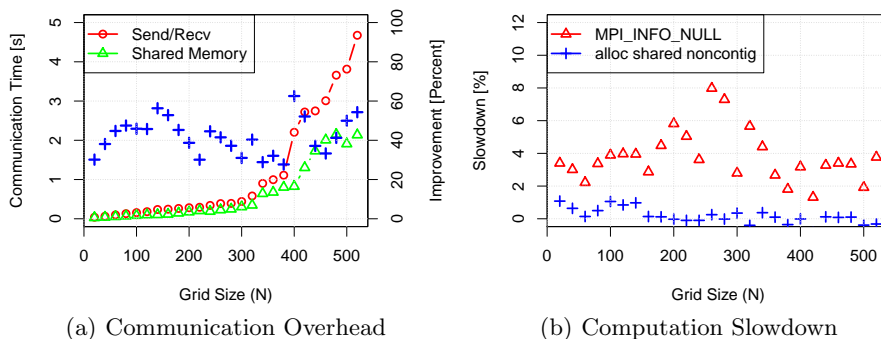 Communication Time [s]
0 1 2 3 4 5
Send/Recv
Shared Memory
0 20 40 60 80 100
Improvement [Percent]
0 100 200 300 400 500
Grid Size (N)
(a) Communication Overhead
Slowdown [%]
0 2 4 6 8 12
MPI_INFO_NULL
alloc shared noncontig
0 100 200 300 400 500
Grid Size (N)
(b) Computation Slowdown